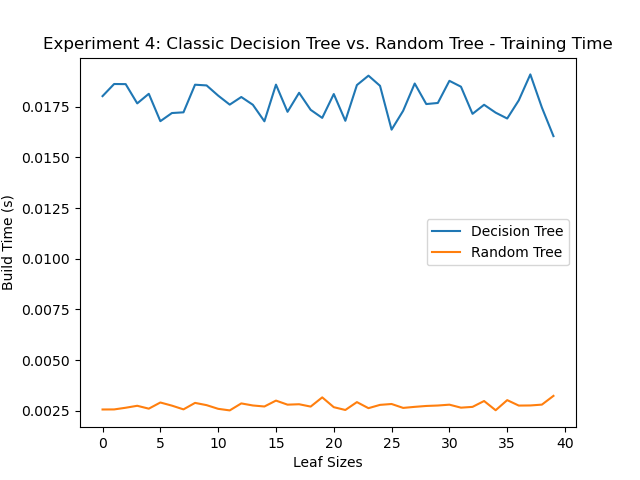 Experiment 4: Classic Decision Tree vs. Random Tree - Training Time
Build Time (s)
0.0175
0.0150
0.0125
0.0100
0.0075
0.0050
0.0025
Decision Tree
Random Tree
0 5 10 15 20 25 30 35 40
Leaf Sizes